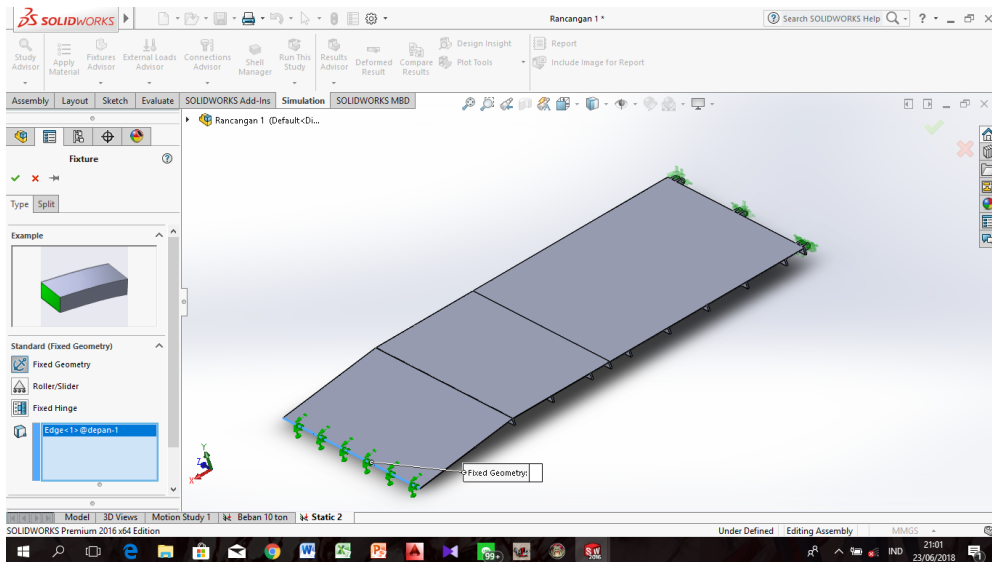 SOLIDWORKS
Rancangan 1 *
Search SOLIDWORKS Help
Study Advisor
Apply Material
Fixtures Advisor
External Loads Advisor
Connections Advisor
Shell Manager
Run This Study
Results Advisor
Deformed Result
Compare Results
Design Insight
Plot Tools
Report
Include Image for Report
Assembly Layout Sketch Evaluate SOLIDWORKS Add-Ins Simulation SOLIDWORKS MBD
Rancangan 1 (Default<Di...
Fixture
Type Split
Example
Standard (Fixed Geometry)
Fixed Geometry
Roller/Slider
Fixed Hinge
Edge<1>@depan-1
Fixed Geometry:
Y
Z
X
Model 3D Views Motion Study 1 Beban 10 ton Static 2
SOLIDWORKS Premium 2016 x64 Edition
Under Defined Editing Assembly MMGS
99+
IND
21:01
23/06/2018